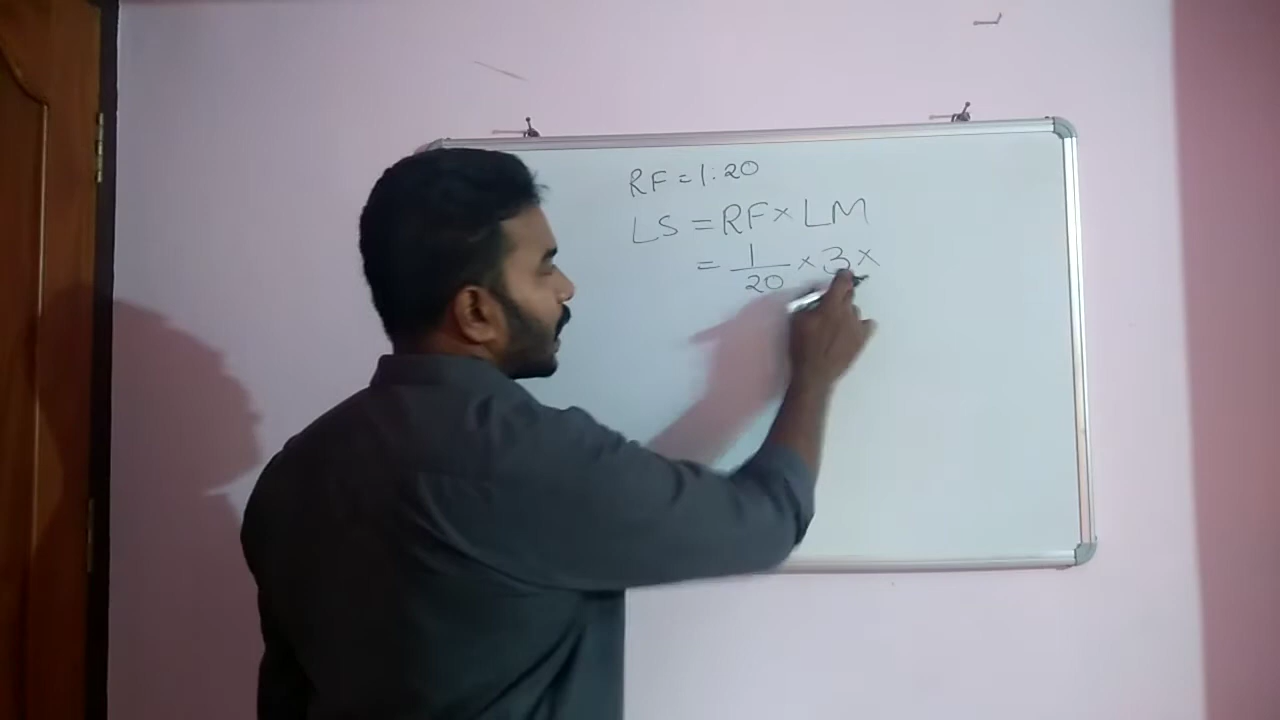 RF = 1:20
LS = RF × LM
= 1/20 × 3 ×